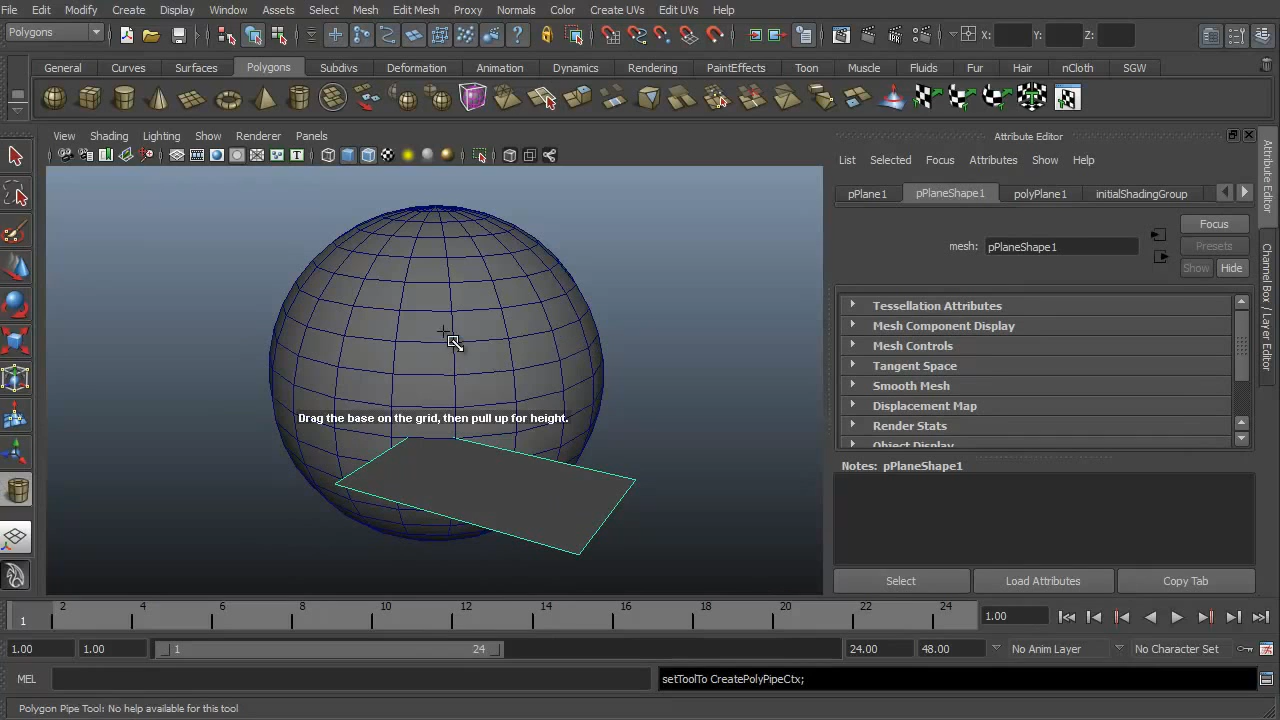 File Edit Modify Create Display Window Assets Select Mesh Edit Mesh Proxy Normals Color Create UVs Edit UVs Help
Polygons X: Y: Z:
General Curves Surfaces Polygons Subdivs Deformation Animation Dynamics Rendering PaintEffects Toon Muscle Fluids Fur Hair nCloth SGW
View Shading Lighting Show Renderer Panels
Attribute Editor
List Selected Focus Attributes Show Help
pPlane1 pPlaneShape1 polyPlane1 initialShadingGroup
Focus
mesh: pPlaneShape1
Presets
Show Hide
Tessellation Attributes
Mesh Component Display
Mesh Controls
Tangent Space
Smooth Mesh
Displacement Map
Render Stats
Object Display
Notes: pPlaneShape1
Select Load Attributes Copy Tab
Attribute Editor
Channel Box / Layer Editor
Drag the base on the grid, then pull up for height.
1 2 4 6 8 10 12 14 16 18 20 22 24 1.00
1.00 1.00 1 24 24.00 48.00 No Anim Layer No Character Set
MEL setToolTo CreatePolyPipeCtx;
Polygon Pipe Tool: No help available for this tool